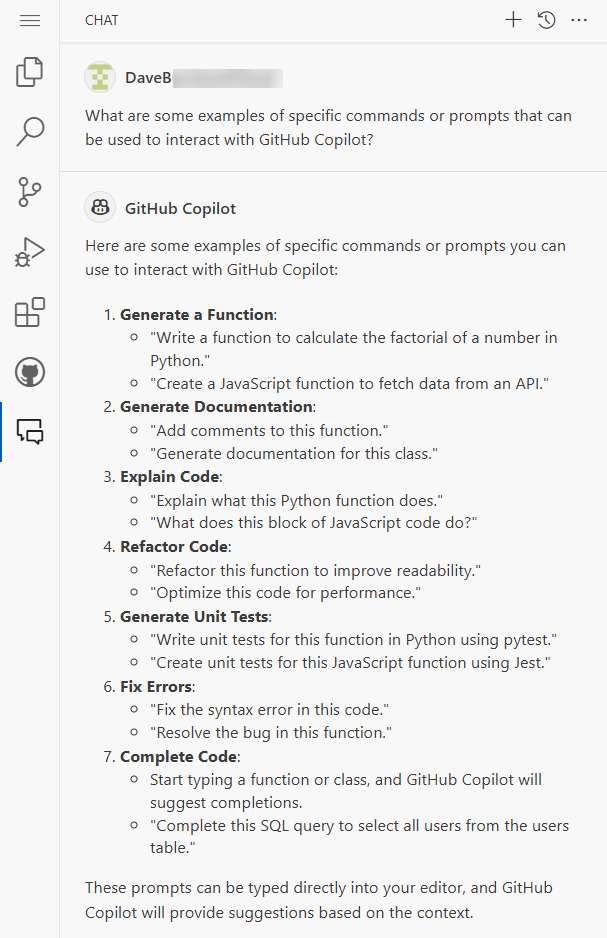 CHAT
DaveB
What are some examples of specific commands or prompts that can
be used to interact with GitHub Copilot?
GitHub Copilot
Here are some examples of specific commands or prompts you can
use to interact with GitHub Copilot:
1. Generate a Function:
"Write a function to calculate the factorial of a number in
Python."
"Create a JavaScript function to fetch data from an API."
2. Generate Documentation:
"Add comments to this function."
"Generate documentation for this class."
3. Explain Code:
"Explain what this Python function does."
"What does this block of JavaScript code do?"
4. Refactor Code:
"Refactor this function to improve readability."
"Optimize this code for performance."
5. Generate Unit Tests:
"Write unit tests for this function in Python using pytest."
"Create unit tests for this JavaScript function using Jest."
6. Fix Errors:
"Fix the syntax error in this code."
"Resolve the bug in this function."
7. Complete Code:
Start typing a function or class, and GitHub Copilot will
suggest completions.
"Complete this SQL query to select all users from the users
table."
These prompts can be typed directly into your editor, and GitHub
Copilot will provide suggestions based on the context.